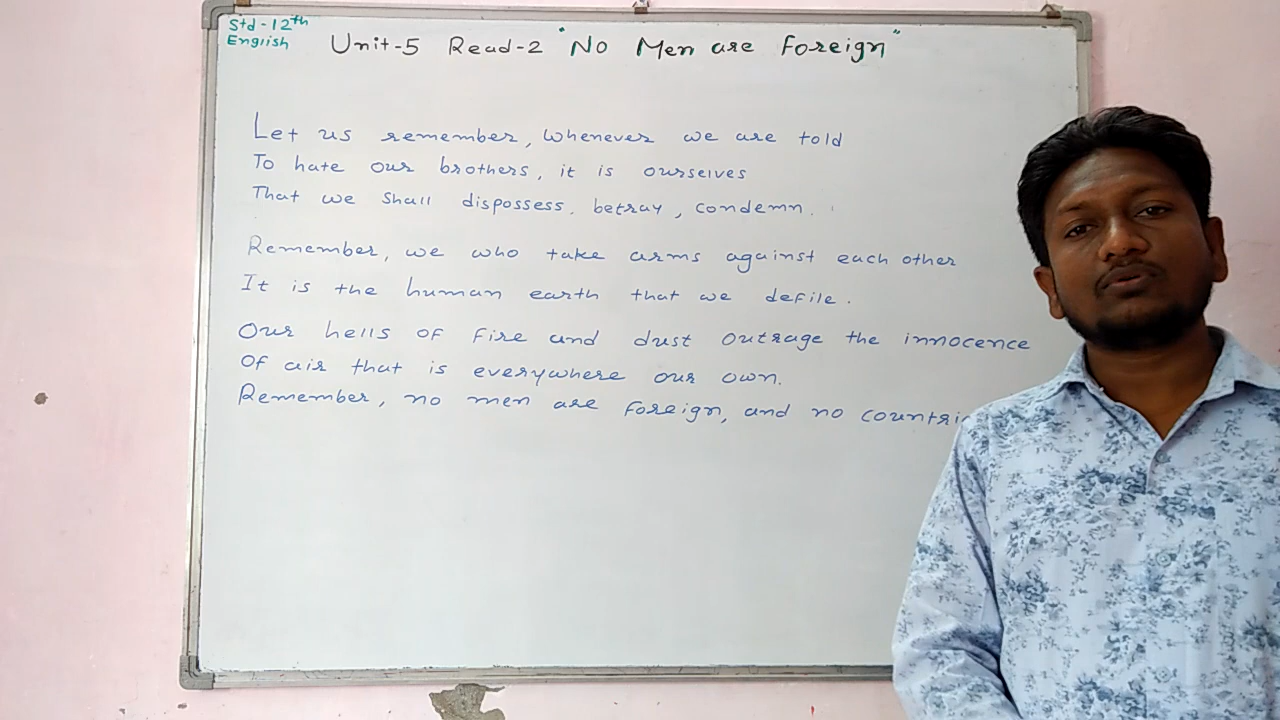 Std-12th
English
Unit-5 Read-2 "No Men are Foreign"
Let us remember, whenever we are told
To hate our brothers, it is ourselves
That we shall dispossess, betray, condemn.
Remember, we who take arms against each other
It is the human earth that we defile.
Our hells of fire and dust outrage the innocence
Of air that is everywhere our own.
Remember, no men are foreign, and no